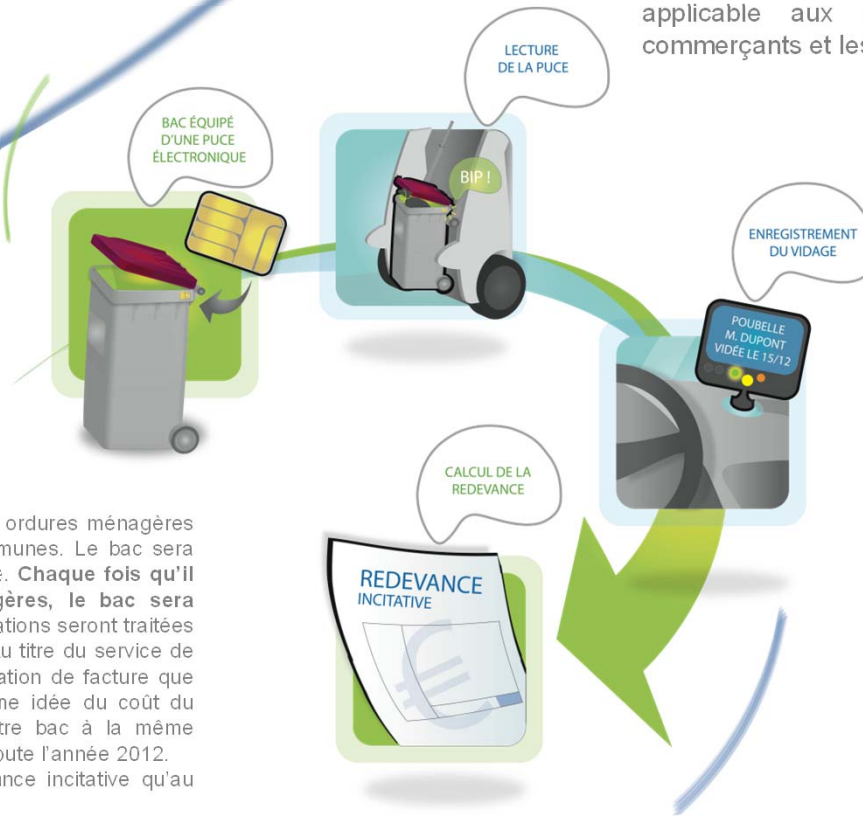 applicable aux
commerçants et les
LECTURE
DE LA PUCE
BAC ÉQUIPÉ
D'UNE PUCE
ÉLECTRONIQUE
BIP !
ENREGISTREMENT
DU VIDAGE
POUBELLE
M. DUPONT
VIDÉE LE 15/12
CALCUL DE LA
REDEVANCE
REDEVANCE
INCITATIVE
€
ordures ménagères
munes. Le bac sera
Chaque fois qu'il
gères, le bac sera
ations seront traitées
au titre du service de
ation de facture que
ne idée du coût du
tre bac à la même
oute l'année 2012.
ance incitative qu'au